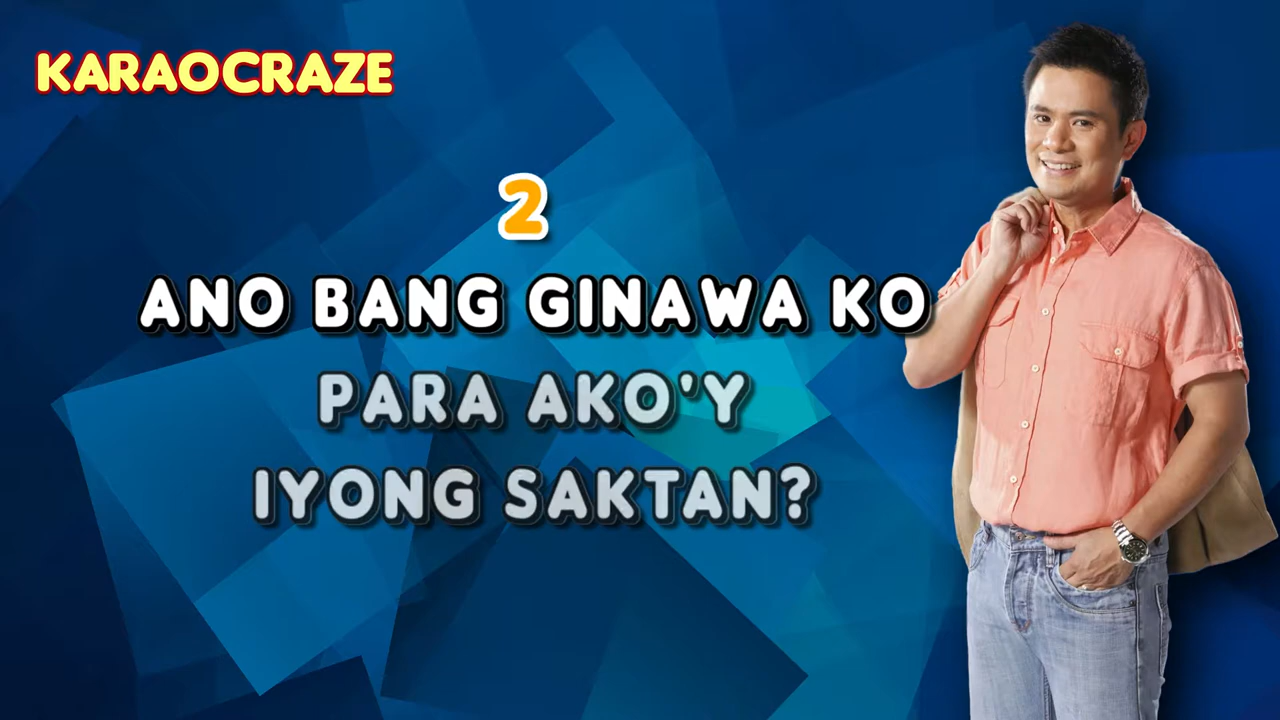 KARAOCRAZE
2
ANO BANG GINAWA KO
PARA AKO'Y
IYONG SAKTAN?